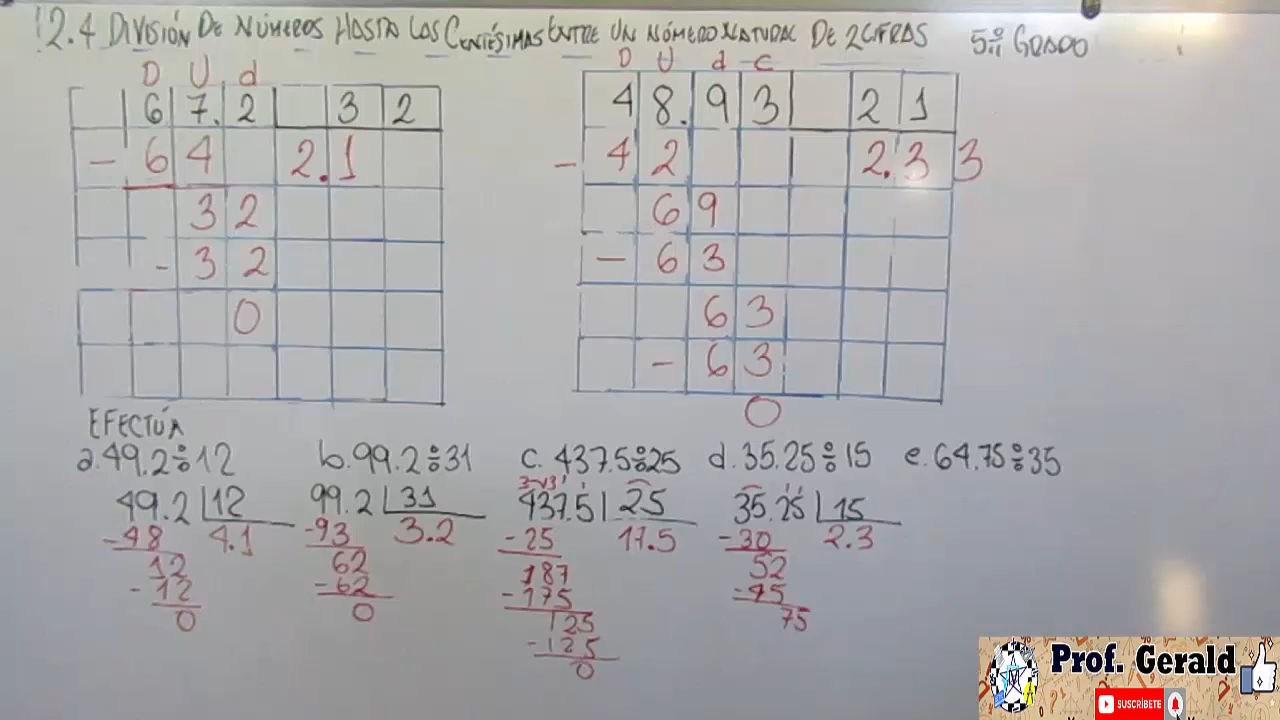 12.4 DIVISIÓN DE NÚMEROS HASTA LAS CENTÉSIMAS ENTRE UN NÚMERO NATURAL DE 2 CIFRAS 5º GRADO
D U d
6 7.2 32
- 6 4 2.1
3 2
- 3 2
0
D U d c
4 8.9 3 2 1
- 4 2 2.3 3
6 9
- 6 3
6 3
- 6 3
0
EFECTÚA
a. 49.2÷12 b. 99.2÷31 c. 437.5÷25 d. 35.25÷15 e. 64.75÷35
49.2 12
-48 4.1
12
-12
0
99.2 31
-93 3.2
62
-62
0
437.5 25
-25 17.5
187
-175
125
-125
0
35.25 15
-30 2.3
52
-45
75
Prof. Gerald
SUSCRÍBETE